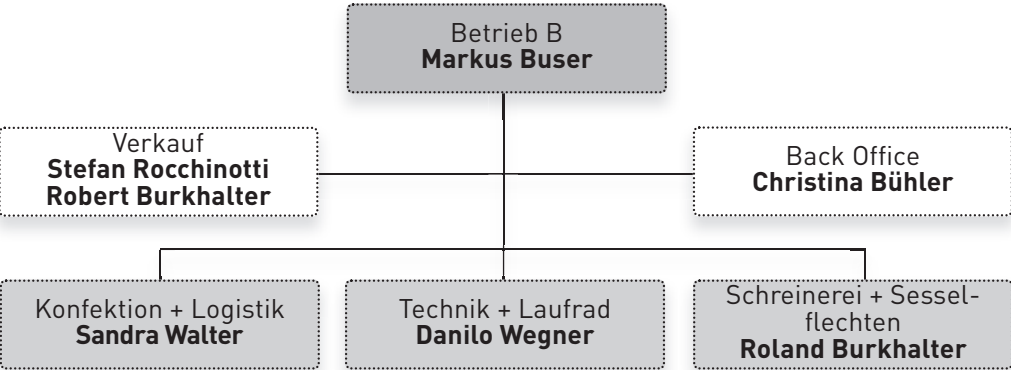 Betrieb B
Markus Buser
Verkauf
Stefan Rocchinotti
Robert Burkhalter
Back Office
Christina Bühler
Konfektion + Logistik
Sandra Walter
Technik + Laufrad
Danilo Wegner
Schreinerei + Sessel-
flechten
Roland Burkhalter